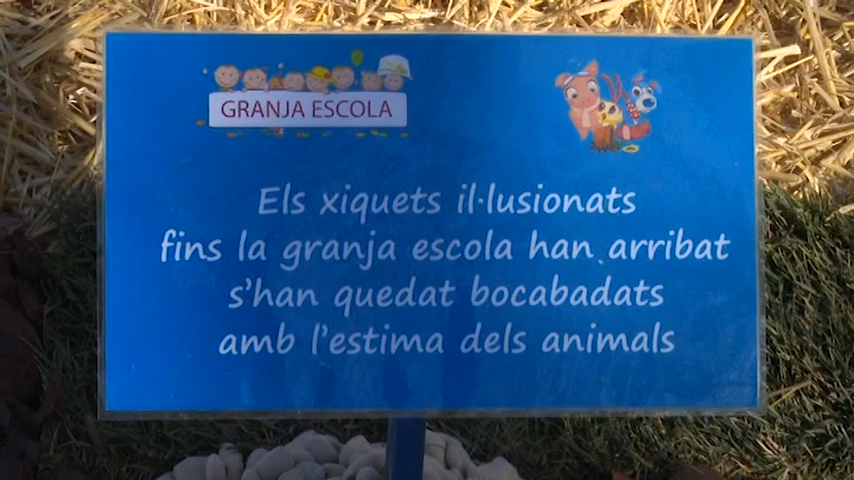 GRANJA ESCOLA
Els xiquets il·lusionats
fins la granja escola han arribat
s'han quedat bocabadats
amb l'estima dels animals